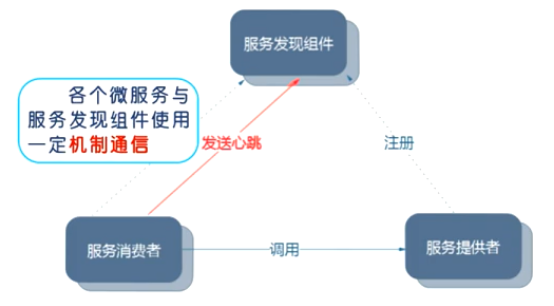 服务发现组件
各个微服务与
服务发现组件使用
一定机制通信
发送心跳
注册
服务消费者
调用
服务提供者